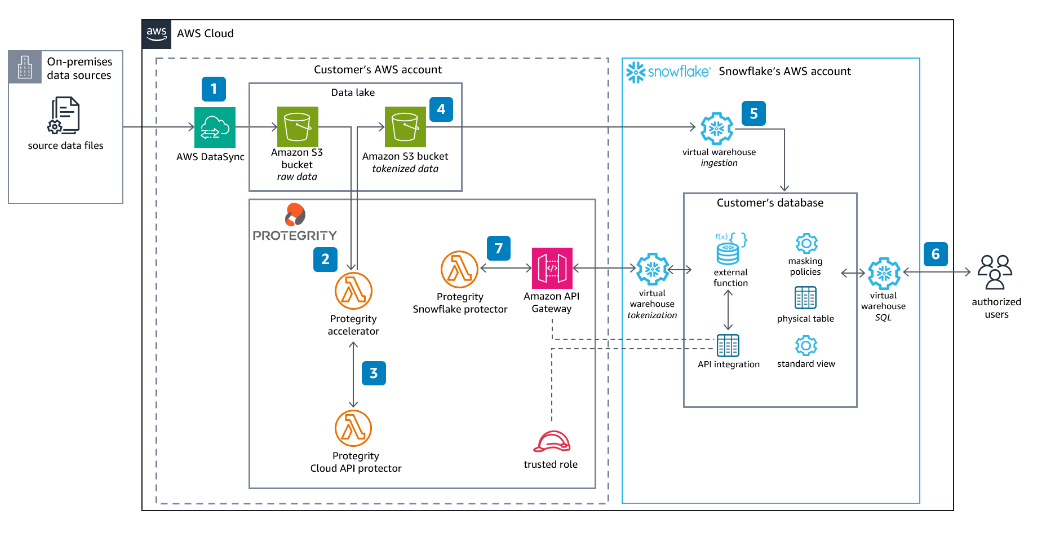 aws
AWS Cloud
On-premises
data sources
source data files
Customer's AWS account
1
AWS DataSync
Data lake
Amazon S3
bucket
raw data
4
Amazon S3 bucket
tokenized data
snowflake®
Snowflake's AWS account
5
virtual warehouse
ingestion
PROTEGRITY
2
Protegrity
accelerator
3
Protegrity
Cloud API protector
7
Protegrity
Snowflake protector
Amazon API
Gateway
trusted role
virtual
warehouse
tokenization
Customer's database
f(x){ }
external
function
API integration
masking
policies
physical table
standard view
virtual
warehouse
SQL
6
authorized
users